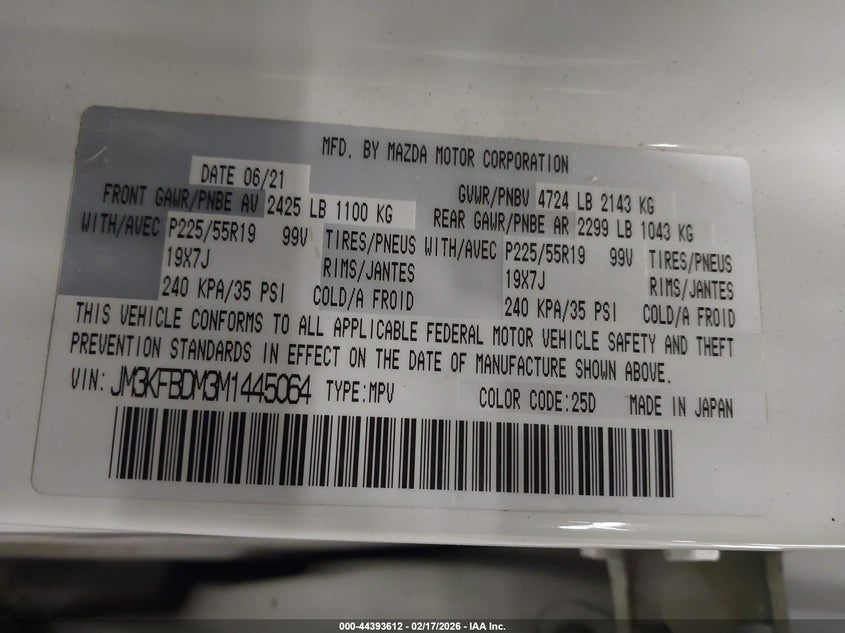 MFD. BY MAZDA MOTOR CORPORATION
DATE 06/21 GVWR/PNBV 4724 LB 2143 KG
FRONT GAWR/PNBE AV 2425 LB 1100 KG REAR GAWR/PNBE AR 2299 LB 1043 KG
WITH/AVEC P225/55R19 99V TIRES/PNEUS WITH/AVEC P225/55R19 99V TIRES/PNEUS
19X7J RIMS/JANTES 19X7J RIMS/JANTES
240 KPA/35 PSI COLD/A FROID 240 KPA/35 PSI COLD/A FROID
THIS VEHICLE CONFORMS TO ALL APPLICABLE FEDERAL MOTOR VEHICLE SAFETY AND THEFT
PREVENTION STANDARDS IN EFFECT ON THE DATE OF MANUFACTURE SHOWN ABOVE.
VIN: JM3KFBDM3M1445064 TYPE:MPV COLOR CODE:25D MADE IN JAPAN
000-44393612 - 02/17/2026 - IAA Inc.